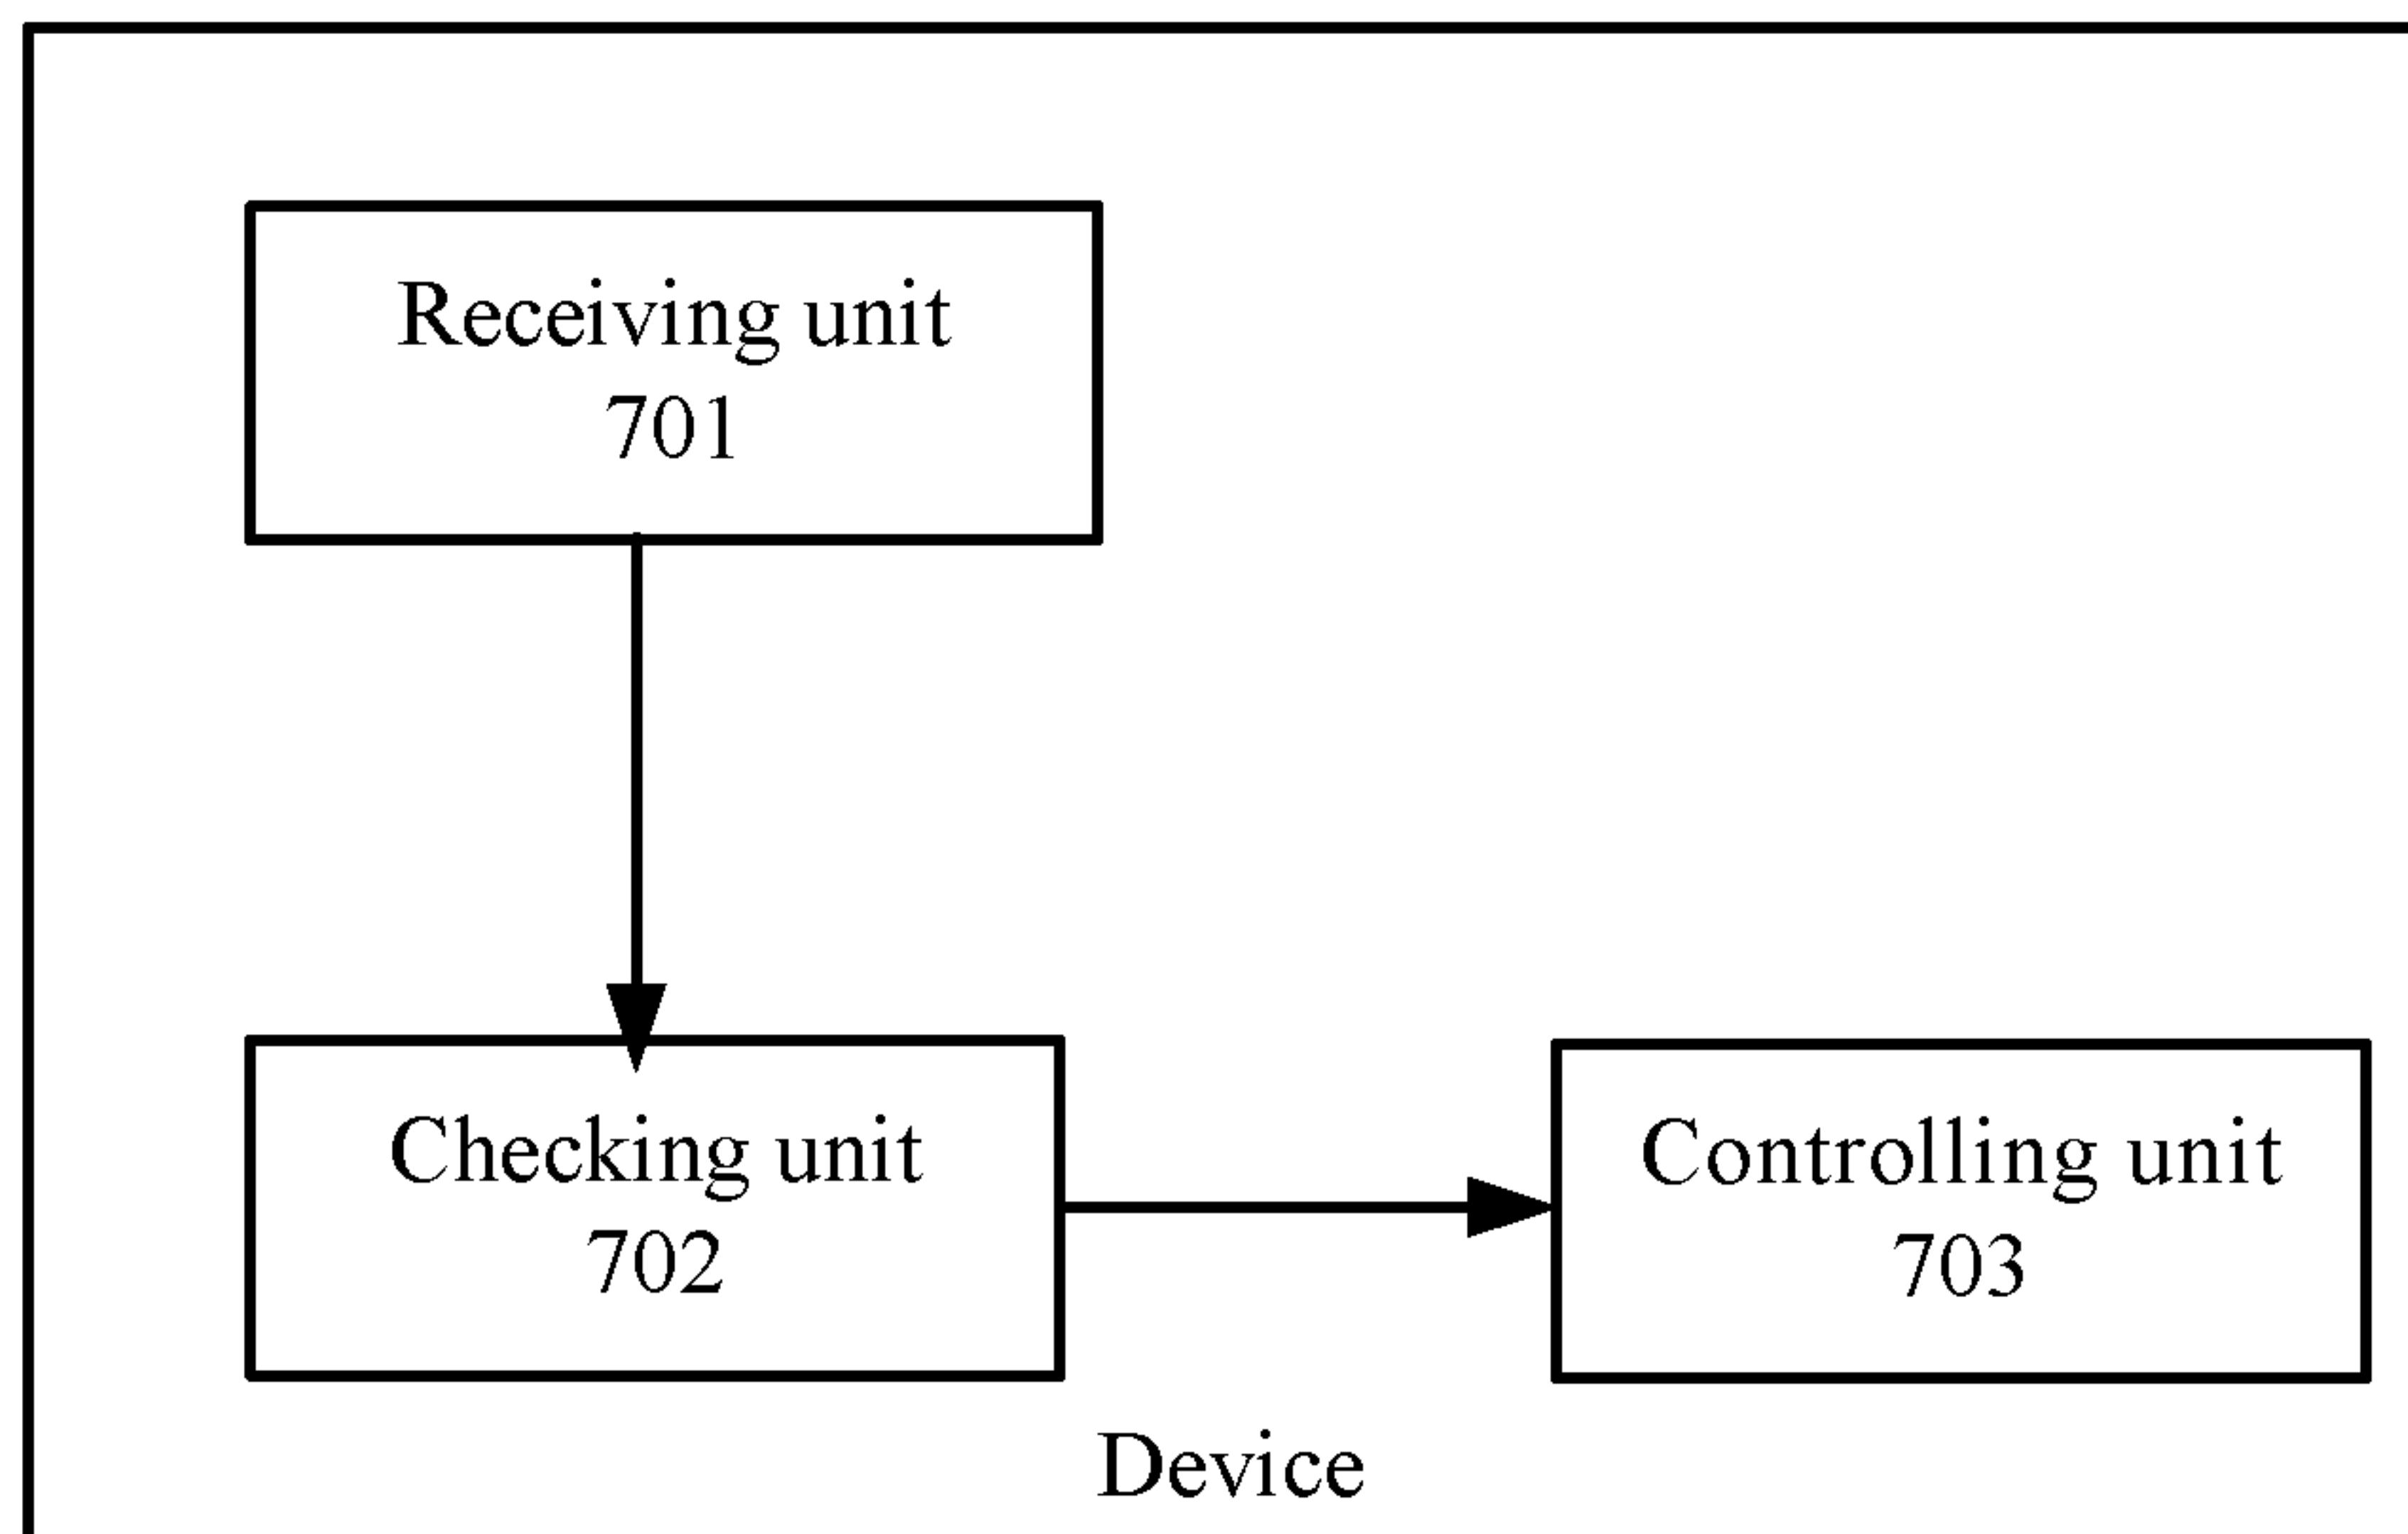 Receiving unit
701
Checking unit
702
Controlling unit
703
Device